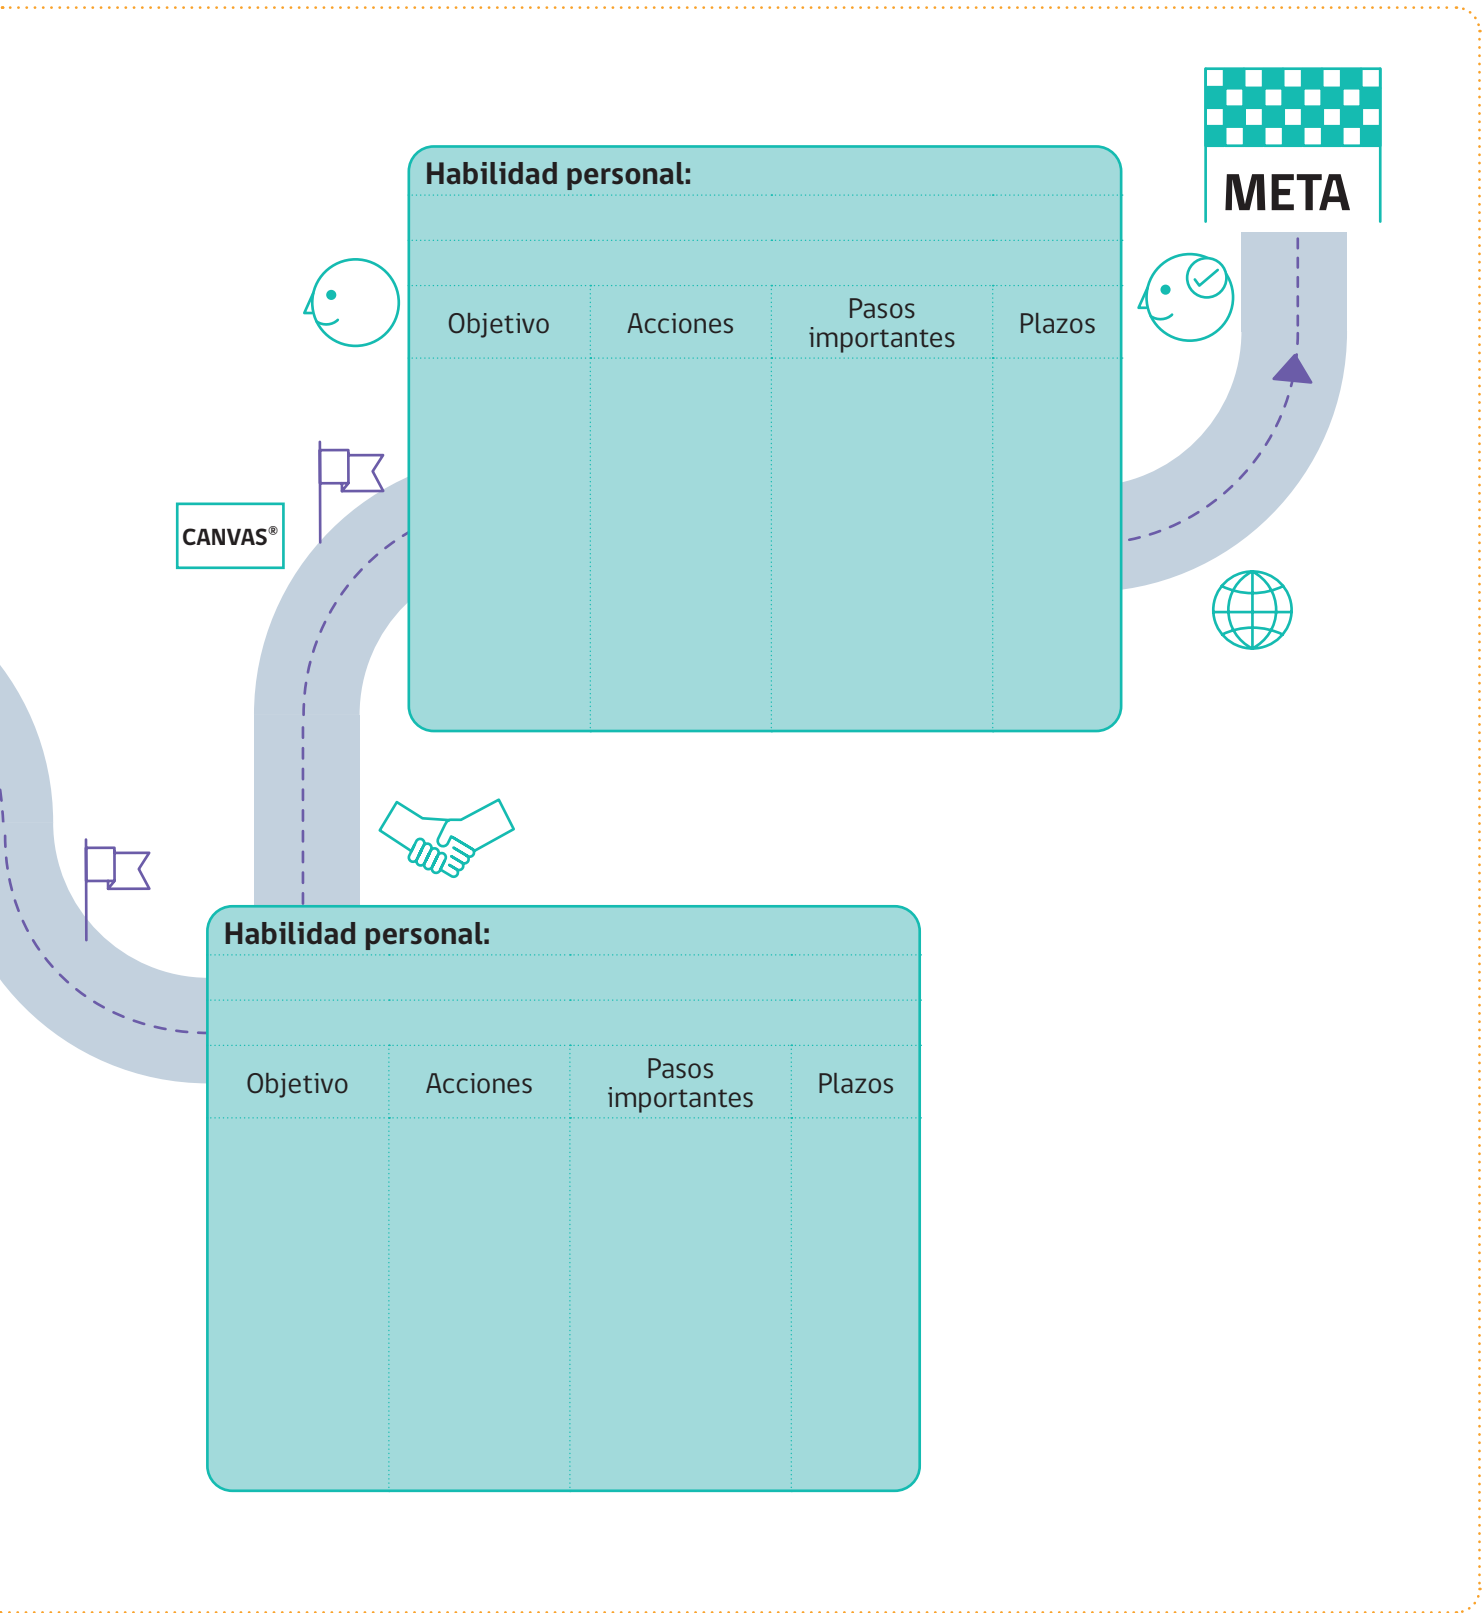 META
Habilidad personal:
Objetivo
Acciones
Pasos
importantes
Plazos
CANVAS®
Habilidad personal:
Objetivo
Acciones
Pasos
importantes
Plazos